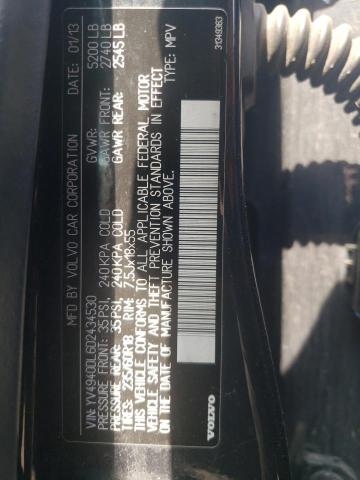 MFD. BY VOLVO CAR CORPORATION DATE: 01/13
GVWR: 5200 LB
VIN: YV4940DL6D2434530 GAWR FRONT: 2740 LB
PRESSURE FRONT: 35PSI, 240KPA COLD GAWR REAR: 2545 LB
PRESSURE REAR: 35PSI, 240KPA COLD
TIRES: 235/60R18 RIM: 7.5Jx18x55 TYPE: MPV
THIS VEHICLE CONFORMS TO ALL APPLICABLE FEDERAL MOTOR
VEHICLE SAFETY AND THEFT PREVENTION STANDARDS IN EFFECT
ON THE DATE OF MANUFACTURE SHOWN ABOVE.
VOLVO 31349363